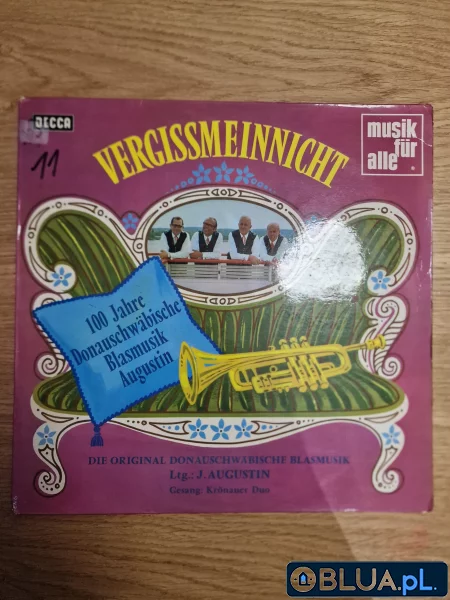 DECCA
11
VERGISSMEINNICHT
musik
für
alle
100 Jahre
Donauschwäbische
Blasmusik
Augustin
DIE ORIGINAL DONAUSCHWÄBISCHE BLASMUSIK
Ltg.: J. AUGUSTIN
Gesang: Krönauer Duo
OBLUA.PL.